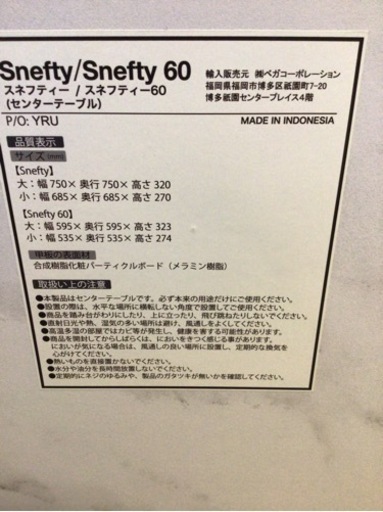 Snefty/Snefty 60
スネフティー / スネフティー60
(センターテーブル)
輸入販売元 ㈱ベガコーポレーション
福岡県福岡市博多区祇園町7-20
博多祇園センタープレイス4階
P/O: YRU
MADE IN INDONESIA
品質表示
サイズ(mm)
【Snefty】
大：幅 750× 奥行 750× 高さ 320
小：幅 685× 奥行 685× 高さ 270
【Snefty 60】
大：幅 595× 奥行 595× 高さ 323
小：幅 535× 奥行 535× 高さ 274
甲板の表面材
合成樹脂化粧パーティクルボード（メラミン樹脂）
取扱い上の注意
●本製品はセンターテーブルです。必ず本来の用途だけにご使用ください。
●設置の際は、水平な場所に横転しない角度で設置してご使用ください。
●商品を踏み台がわりにしたり、上に立ったり、飛び跳ねたりしないでください。
●直射日光や熱、湿気の多い場所は避け、風通しをよくしてください。
●高温多湿の部屋ではカビ等が発生し、健康を害する可能性があります。
●商品を開封してからしばらくは、においをきつく感じる事があります。
においが気になる場合は、風通しの良い場所に設置し、定期的な換気を
心がけてください。
●熱いものを直接置かないでください。
●水分や油分を長時間放置しないでください。
●定期的にネジのゆるみや、製品のガタツキが無いかを確認してください。